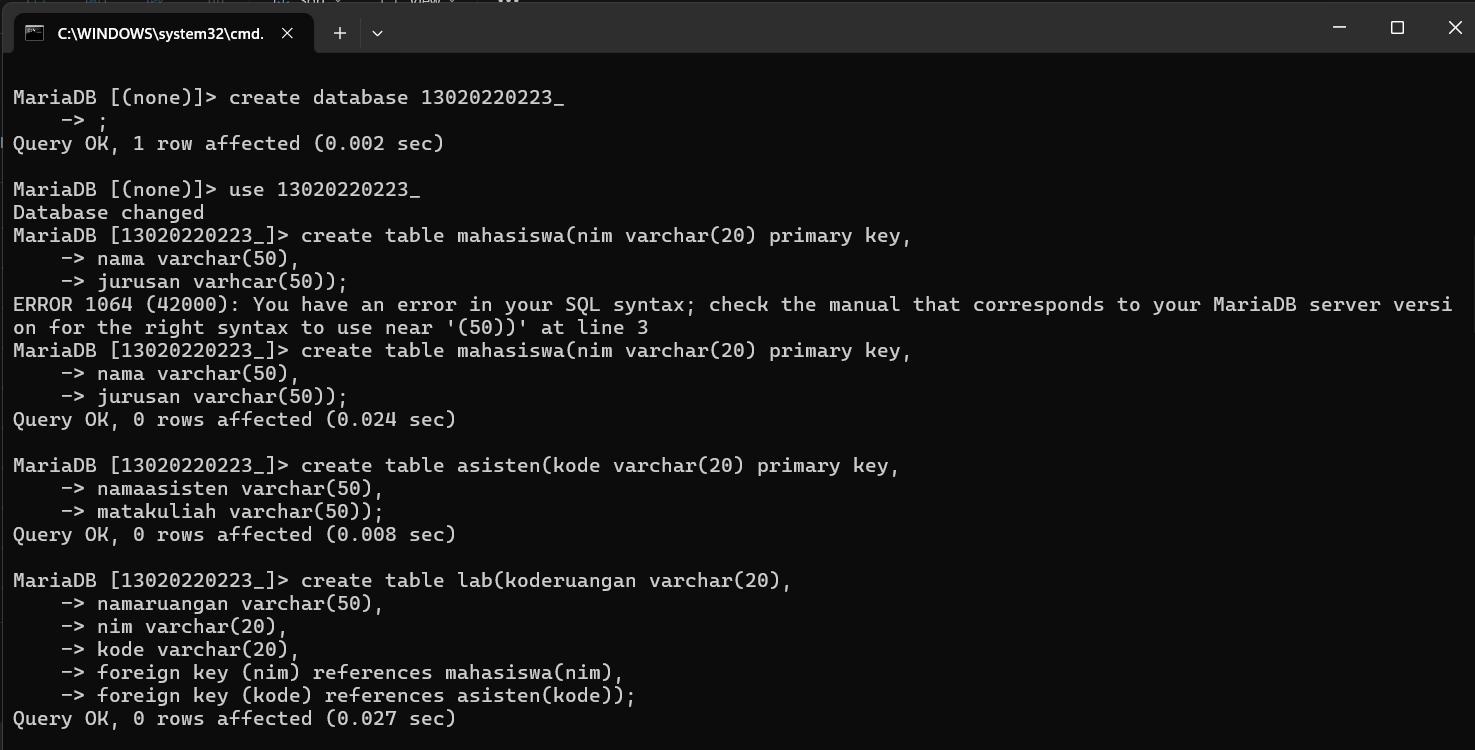 C:\WINDOWS\system32\cmd.
MariaDB [(none)]> create database 13020220223_
    -> ;
Query OK, 1 row affected (0.002 sec)
MariaDB [(none)]> use 13020220223_
Database changed
MariaDB [13020220223_]> create table mahasiswa(nim varchar(20) primary key,
    -> nama varchar(50),
    -> jurusan varhcar(50));
ERROR 1064 (42000): You have an error in your SQL syntax; check the manual that corresponds to your MariaDB server versi
on for the right syntax to use near '(50))' at line 3
MariaDB [13020220223_]> create table mahasiswa(nim varchar(20) primary key,
    -> nama varchar(50),
    -> jurusan varchar(50));
Query OK, 0 rows affected (0.024 sec)
MariaDB [13020220223_]> create table asisten(kode varchar(20) primary key,
    -> namaasisten varchar(50),
    -> matakuliah varchar(50));
Query OK, 0 rows affected (0.008 sec)
MariaDB [13020220223_]> create table lab(koderuangan varchar(20),
    -> namaruangan varchar(50),
    -> nim varchar(20),
    -> kode varchar(20),
    -> foreign key (nim) references mahasiswa(nim),
    -> foreign key (kode) references asisten(kode));
Query OK, 0 rows affected (0.027 sec)